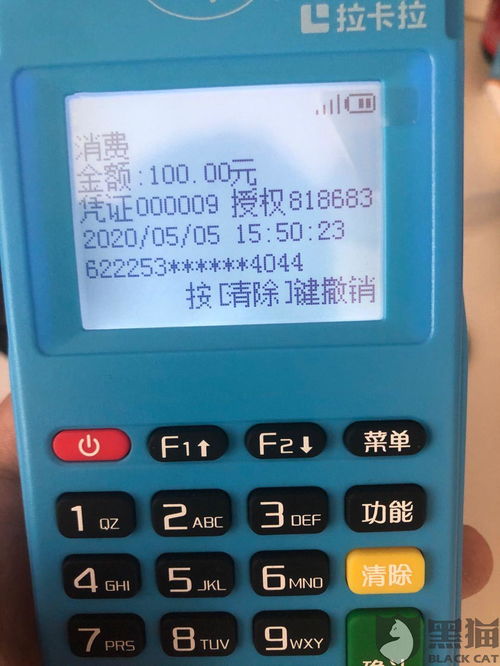 拉卡拉
消费
金额:100.00元
凭证000009 授权818683
2020/05/05 15:50:23
622253******4044
按[清除]键撤销
F1↑ F2↓ 菜单
1 QZ 2 ABC 3 DEF 功能
4 GHI 5 JKL 6 MNO 清除
7 PRS 8 TUV 9 WXY
黑猫
BLACK CAT